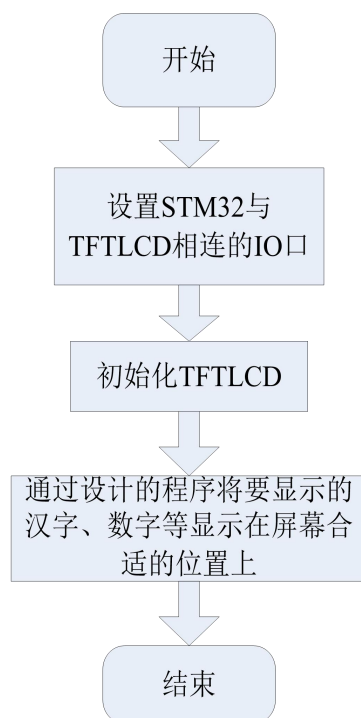 开始
设置STM32与
TFTLCD相连的IO口
初始化TFTLCD
通过设计的程序将要显示的
汉字、数字等显示在屏幕合
适的位置上
结束